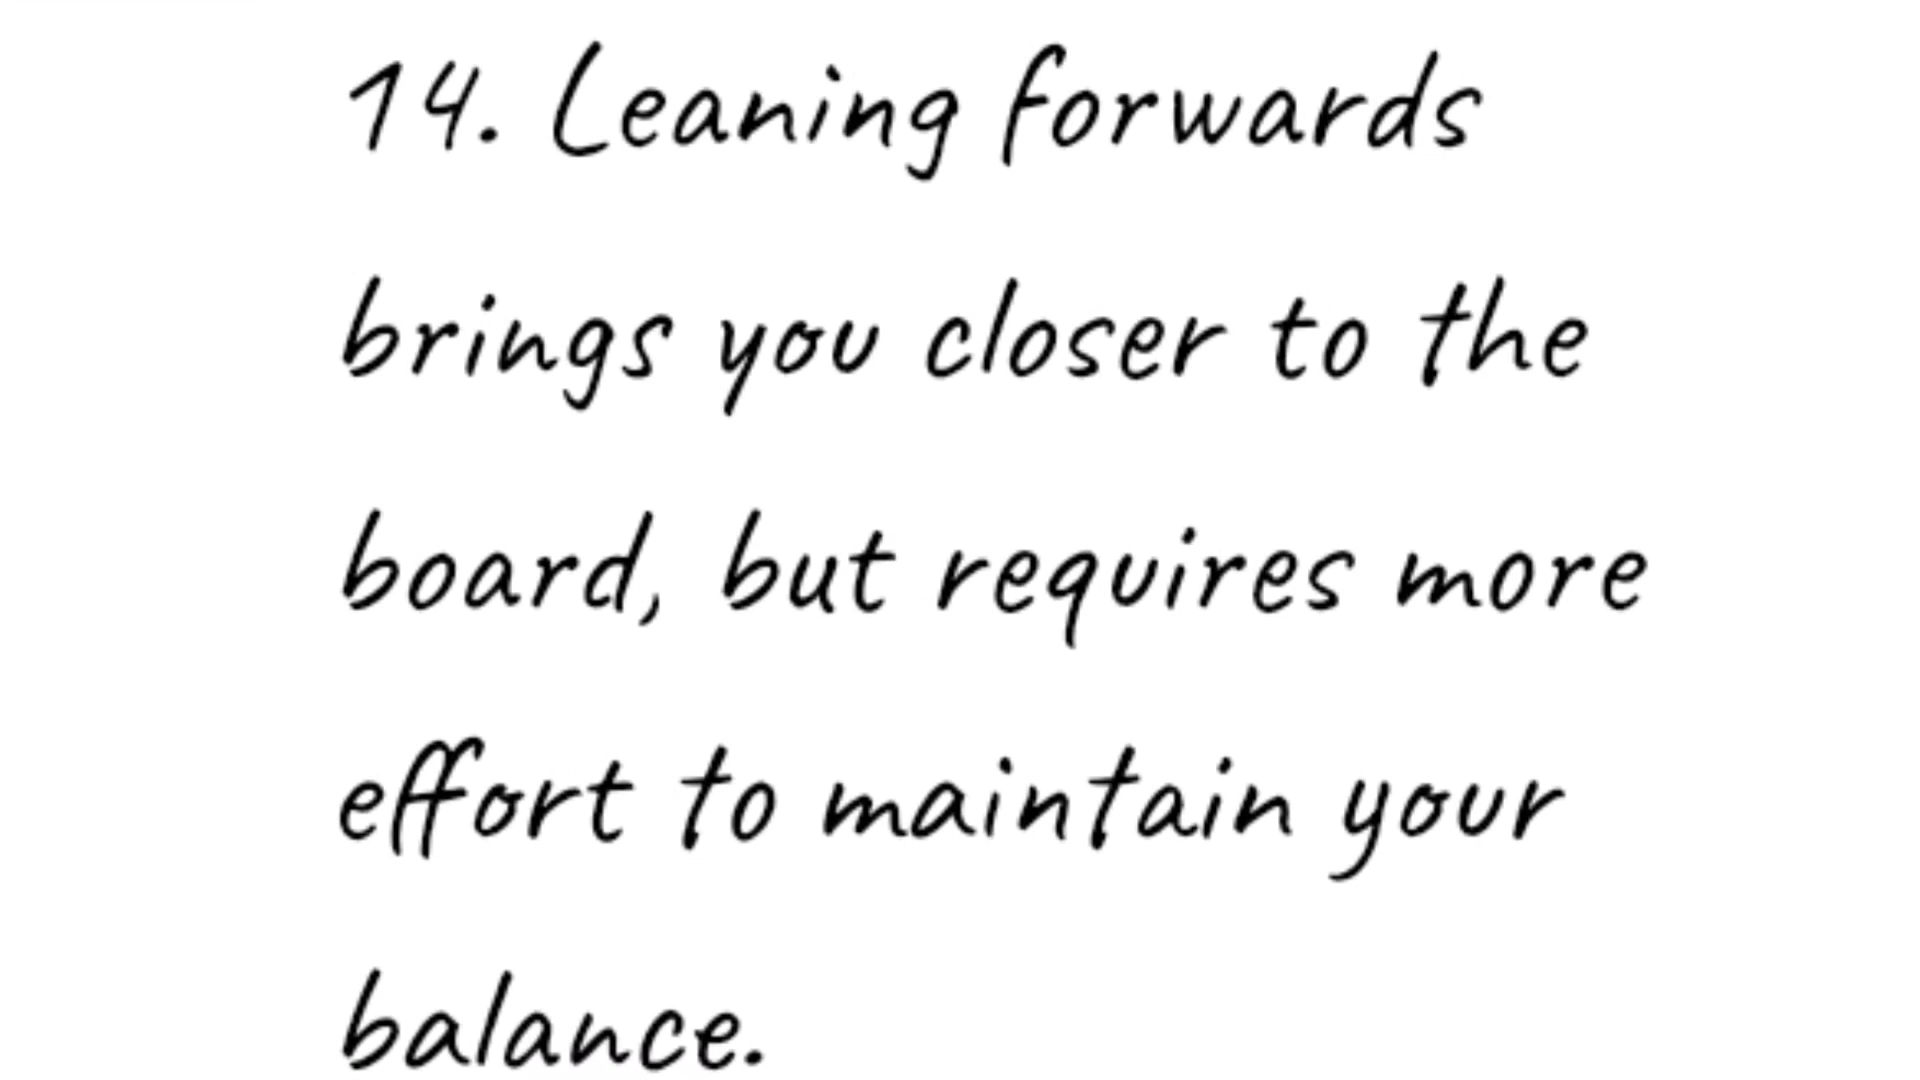 14. Leaning forwards
brings you closer to the
board, but requires more
effort to maintain your
balance.